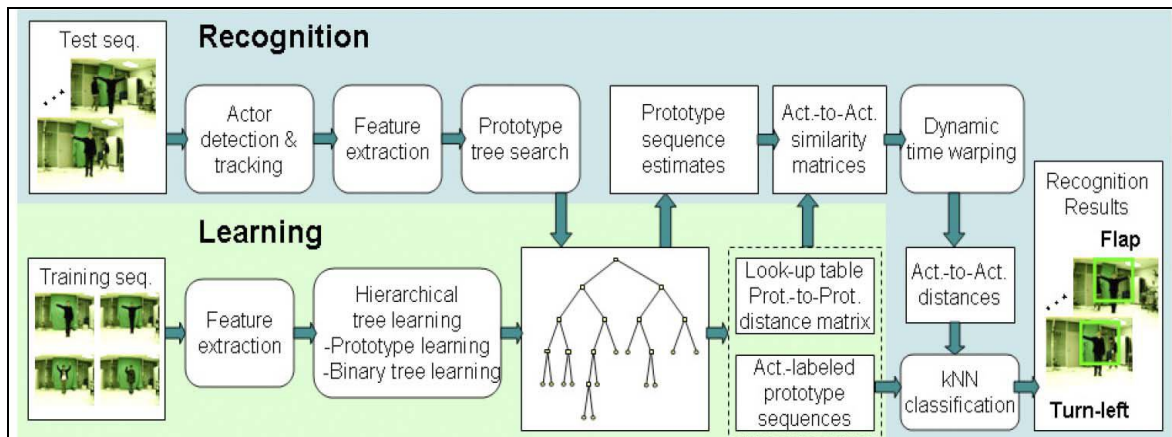 Recognition
Test seq.
Actor
detection &
tracking
Feature
extraction
Prototype
tree search
Prototype
sequence
estimates
Act.-to-Act.
similarity
matrices
Dynamic
time warping
Recognition
Results
Flap
Turn-left
Learning
Training seq.
Feature
extraction
Hierarchical
tree learning
-Prototype learning
-Binary tree learning
Look-up table
Prot.-to-Prot.
distance matrix
Act.-labeled
prototype
sequences
Act.-to-Act.
distances
kNN
classification